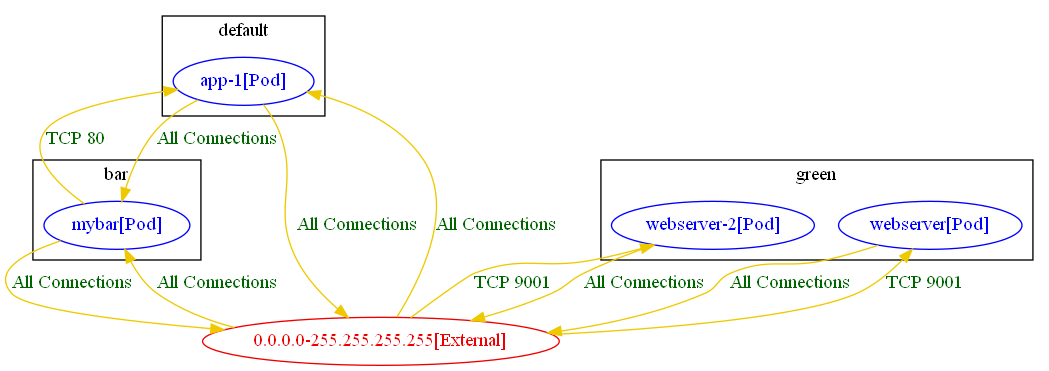 default
app-1[Pod]
TCP 80
All Connections
bar
green
mybar[Pod]
All Connections
All Connections
webserver-2[Pod]
webserver[Pod]
All Connections
All Connections
TCP 9001
All Connections
All Connections
TCP 9001
0.0.0.0-255.255.255.255[External]